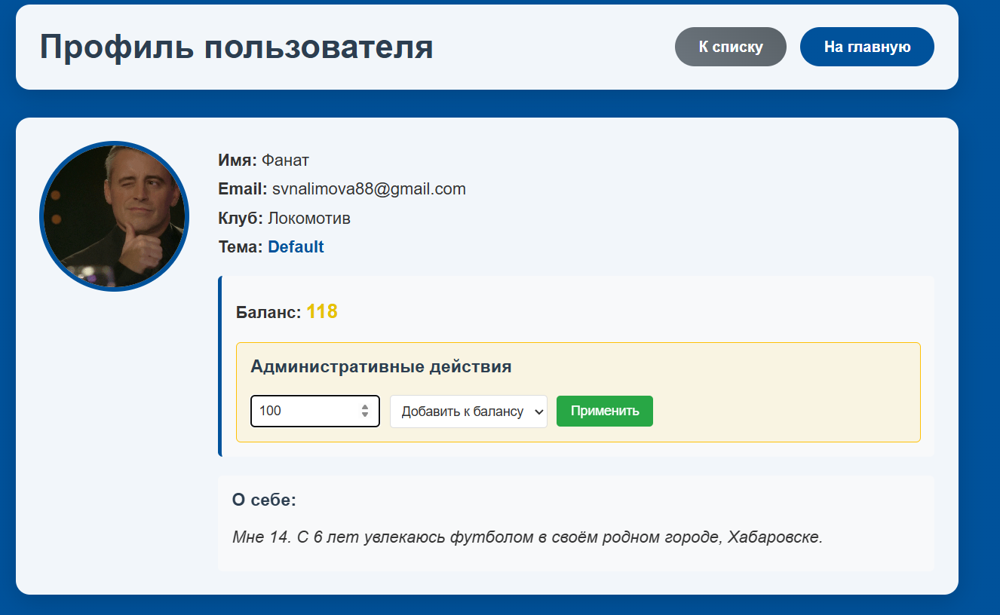 Профиль пользователя
К списку
На главную
Имя: Фанат
Email: svnalimova88@gmail.com
Клуб: Локомотив
Тема: Default
Баланс: 118
Административные действия
100
Добавить к балансу
Применить
О себе:
Мне 14. С 6 лет увлекаюсь футболом в своём родном городе, Хабаровске.